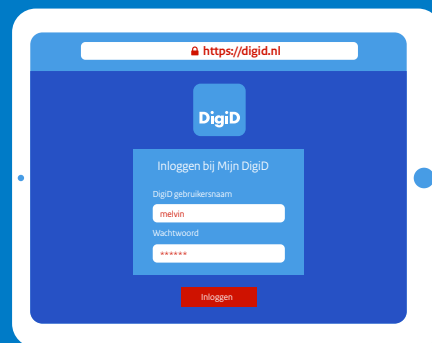 https://digid.nl
DigiD
Inloggen bij Mijn DigiD
DigiD gebruikersnaam
melvin
Wachtwoord
******
Inloggen